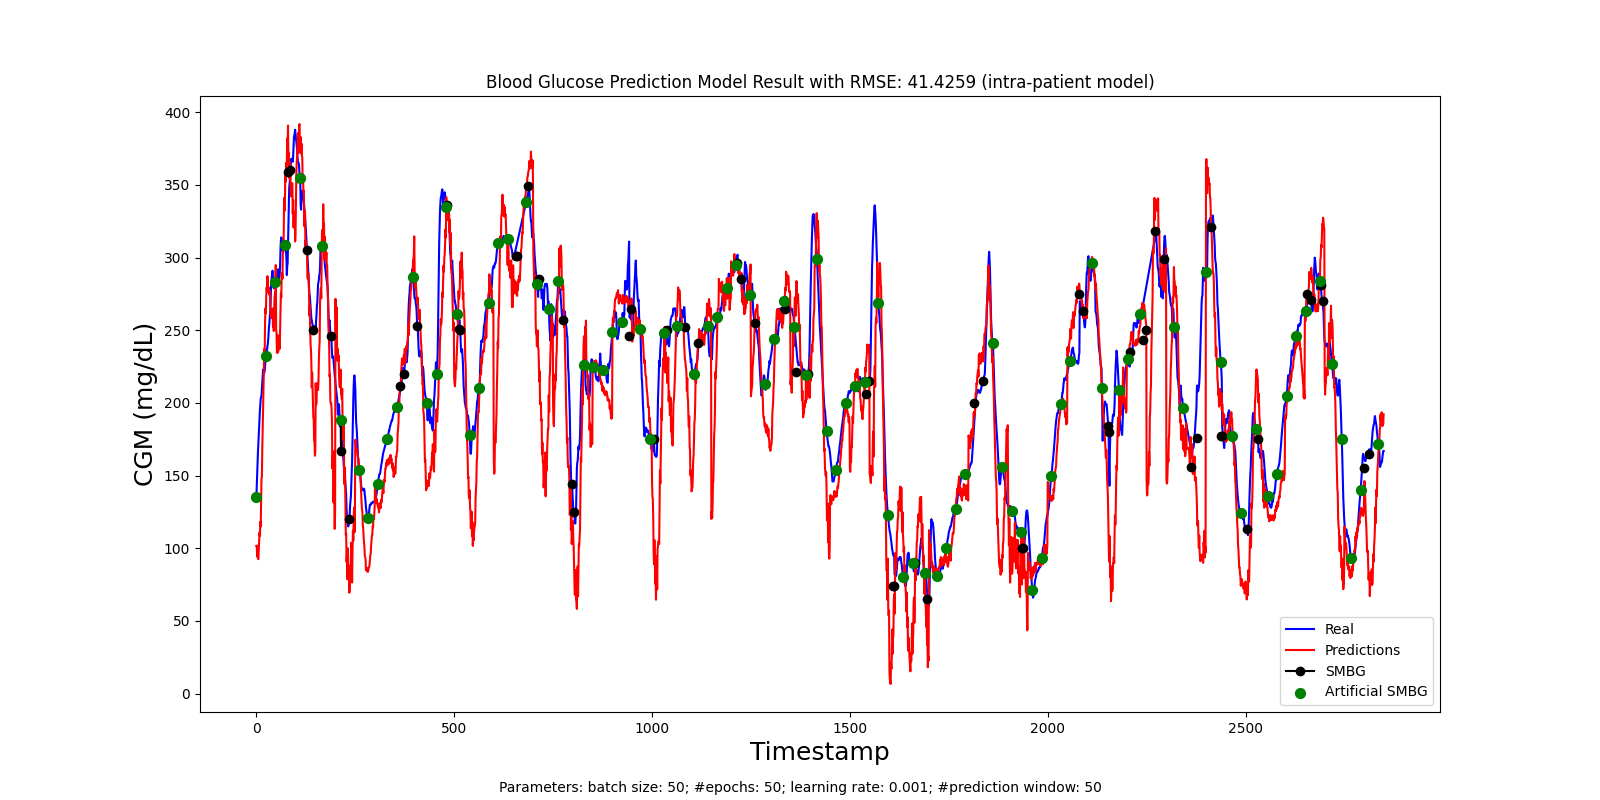 Blood Glucose Prediction Model Result with RMSE: 41.4259 (intra-patient model)
CGM (mg/dL)
400
350
300
250
200
150
100
50
0
Real
Predictions
SMBG
Artificial SMBG
0
500
1000
1500
2000
2500
Timestamp
Parameters: batch size: 50; #epochs: 50; learning rate: 0.001; #prediction window: 50